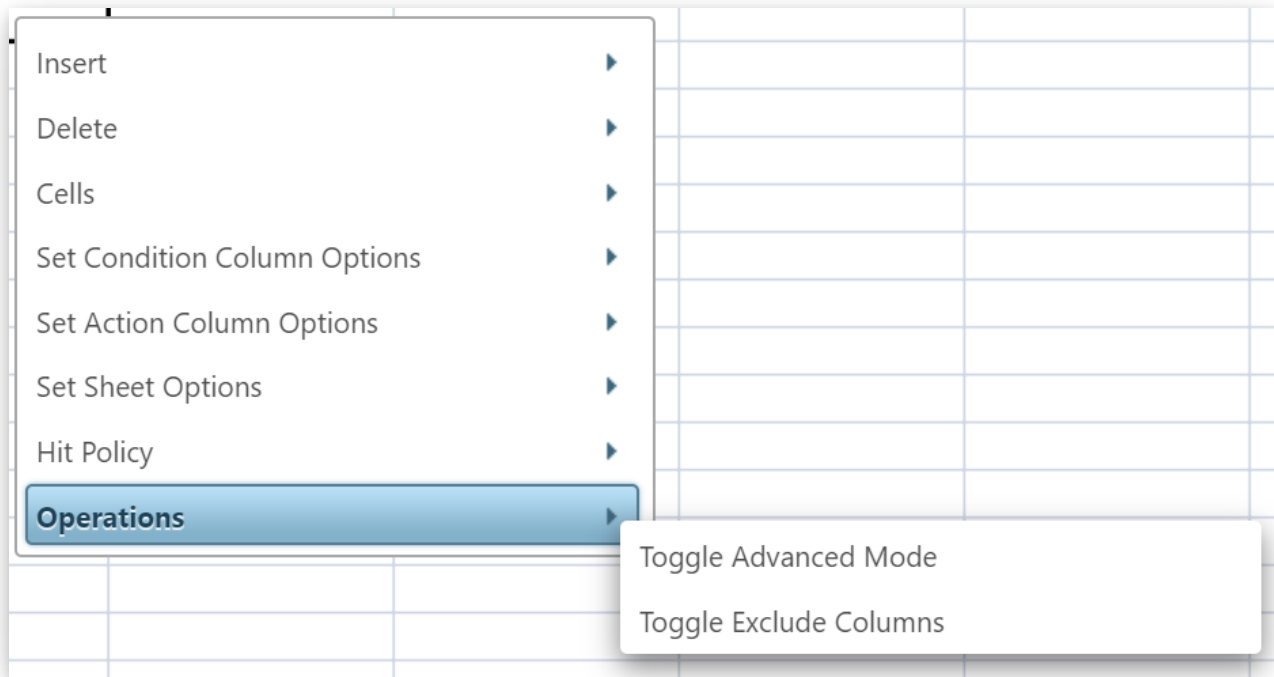 Insert
Delete
Cells
Set Condition Column Options
Set Action Column Options
Set Sheet Options
Hit Policy
Operations
Toggle Advanced Mode
Toggle Exclude Columns